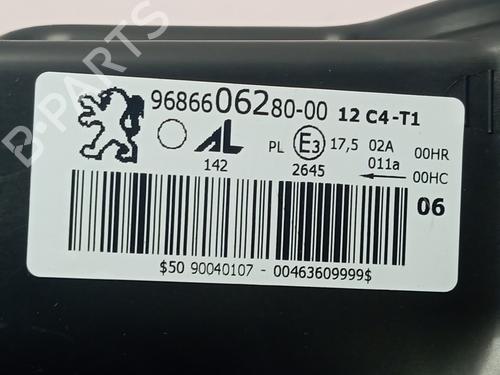 9686606280-00 12 C4-T1
AL PL E3 17,5 02A 00HR
142 2645 011a 00HC
06
$50 90040107 - 00463609999$
B-PARTS